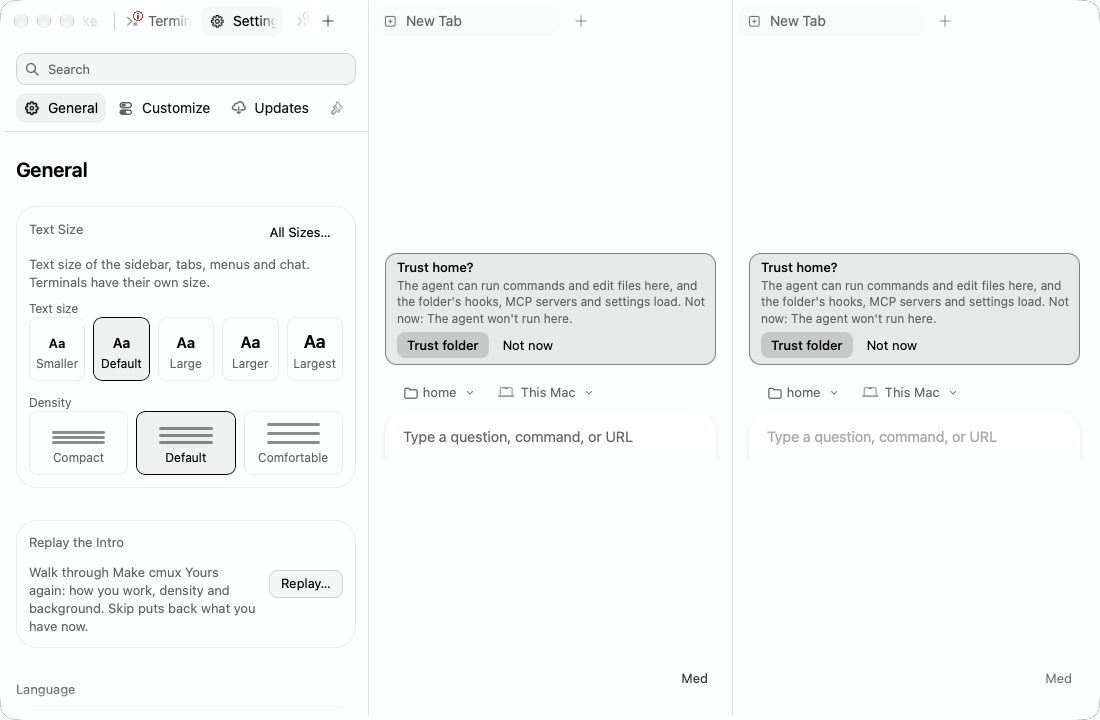 ke
Termin
Setting
New Tab
New Tab
Search
General
Customize
Updates
General
Text Size
All Sizes...
Text size of the sidebar, tabs, menus and chat.
Terminals have their own size.
Text size
Aa
Smaller
Aa
Default
Aa
Large
Aa
Larger
Aa
Largest
Density
Compact
Default
Comfortable
Replay the Intro
Walk through Make cmux Yours
again: how you work, density and
background. Skip puts back what you
have now.
Replay...
Language
Trust home?
The agent can run commands and edit files here, and
the folder's hooks, MCP servers and settings load. Not
now: The agent won't run here.
Trust folder
Not now
home
This Mac
Type a question, command, or URL
Med
Trust home?
The agent can run commands and edit files here, and
the folder's hooks, MCP servers and settings load. Not
now: The agent won't run here.
Trust folder
Not now
home
This Mac
Type a question, command, or URL
Med